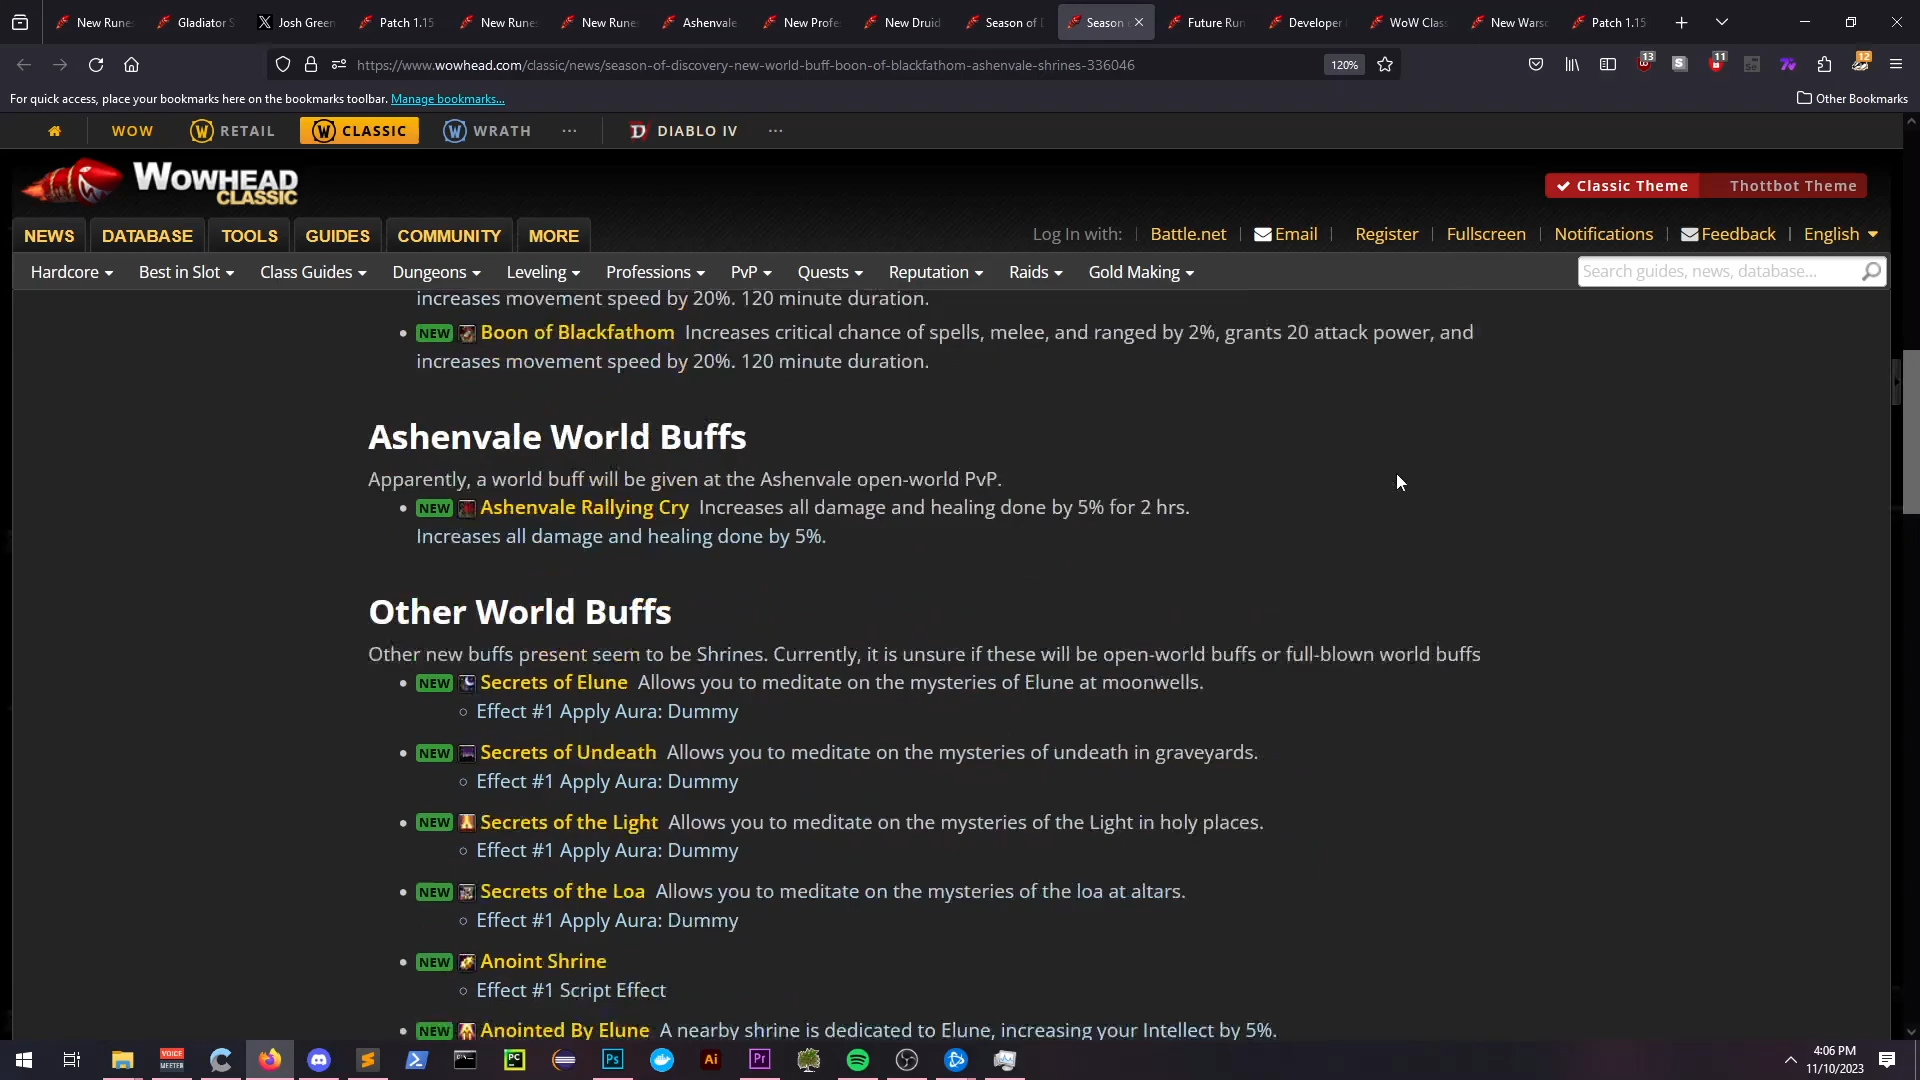 New Runes
Gladiator S
Josh Green
Patch 1.15
New Runes
New Runes
Ashenvale
New Profe
New Druid
Season of D
Season
Future Run
Developer
WoW Clas
New Warso
Patch 1.15
https://www.wowhead.com/classic/news/season-of-discovery-new-world-buff-boon-of-blackfathom-ashenvale-shrines-336046
120%
13
11
12
For quick access, place your bookmarks here on the bookmarks toolbar. Manage bookmarks...
Other Bookmarks
WOW
RETAIL
CLASSIC
WRATH
DIABLO IV
WOWHEAD
CLASSIC
Classic Theme
Thottbot Theme
NEWS DATABASE TOOLS GUIDES COMMUNITY MORE
Log In with: | Battle.net | Email | Register | Fullscreen | Notifications | Feedback | English
Hardcore Best in Slot Class Guides Dungeons Leveling Professions PvP Quests Reputation Raids Gold Making
Search guides, news, database...
increases movement speed by 20%. 120 minute duration.
NEW Boon of Blackfathom Increases critical chance of spells, melee, and ranged by 2%, grants 20 attack power, and
increases movement speed by 20%. 120 minute duration.
Ashenvale World Buffs
Apparently, a world buff will be given at the Ashenvale open-world PvP.
NEW Ashenvale Rallying Cry Increases all damage and healing done by 5% for 2 hrs.
Increases all damage and healing done by 5%.
Other World Buffs
Other new buffs present seem to be Shrines. Currently, it is unsure if these will be open-world buffs or full-blown world buffs
NEW Secrets of Elune Allows you to meditate on the mysteries of Elune at moonwells.
Effect #1 Apply Aura: Dummy
NEW Secrets of Undeath Allows you to meditate on the mysteries of undeath in graveyards.
Effect #1 Apply Aura: Dummy
NEW Secrets of the Light Allows you to meditate on the mysteries of the Light in holy places.
Effect #1 Apply Aura: Dummy
NEW Secrets of the Loa Allows you to meditate on the mysteries of the loa at altars.
Effect #1 Apply Aura: Dummy
NEW Anoint Shrine
Effect #1 Script Effect
NEW Anointed By Elune A nearby shrine is dedicated to Elune, increasing your Intellect by 5%.
VOICE
MEETER
PC
Ps
Ai
Pr
4:06 PM
11/10/2023